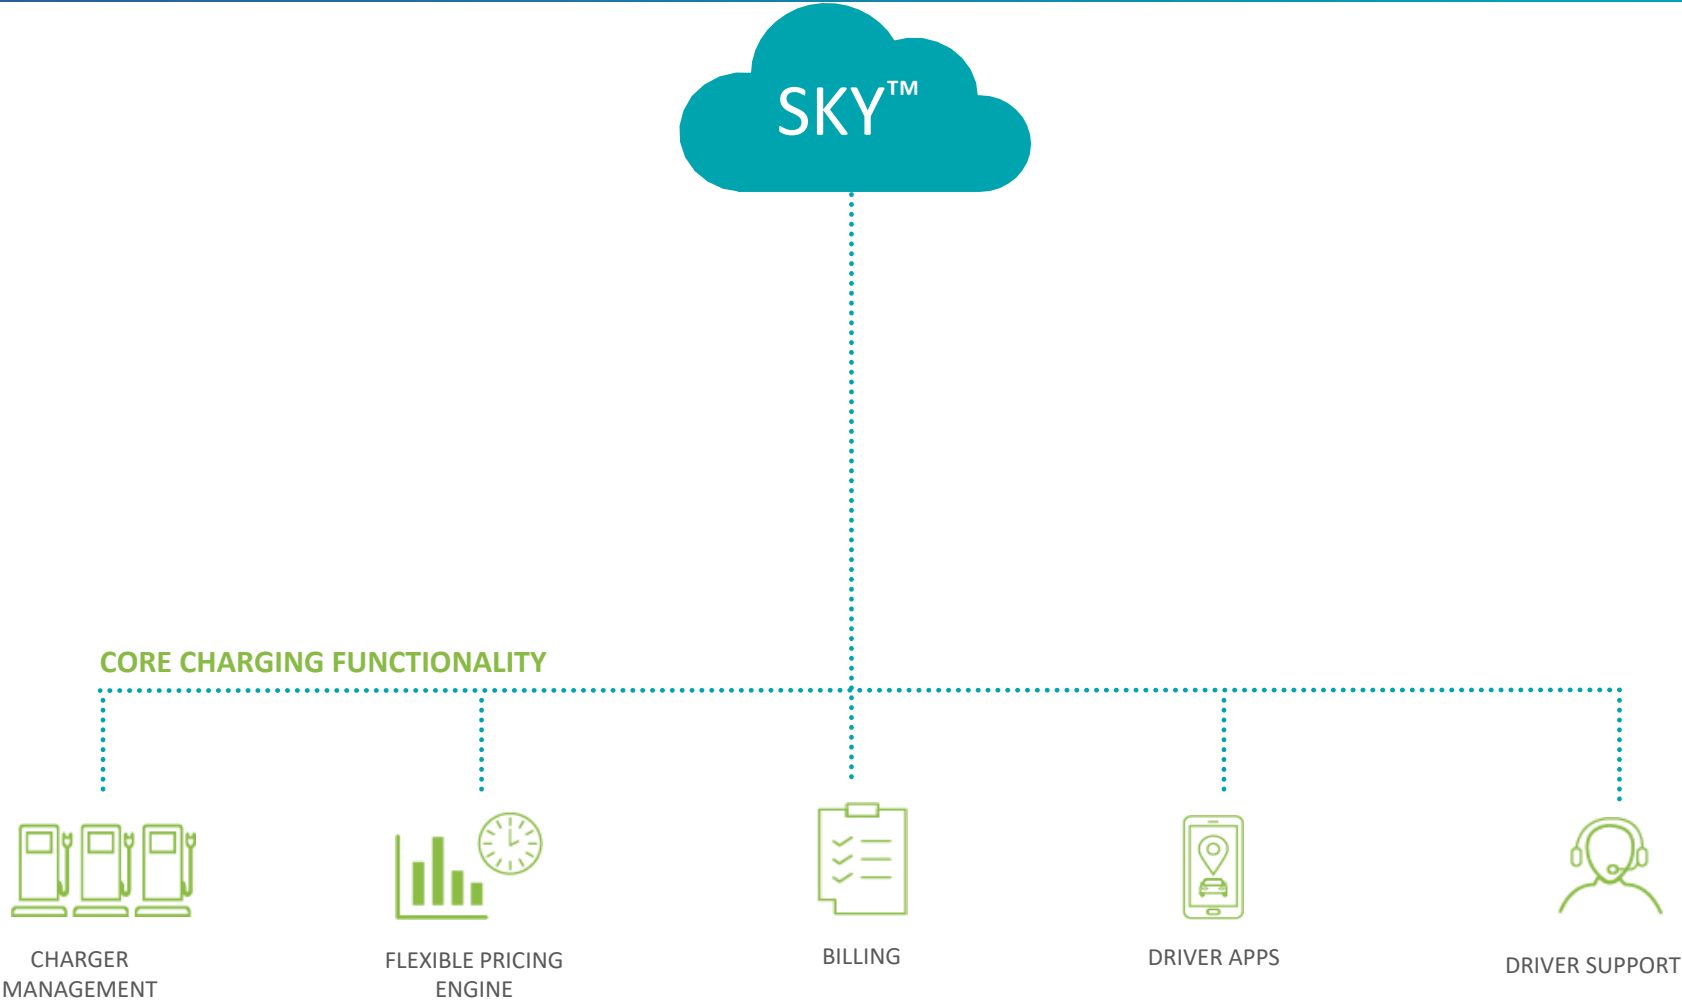 SKY™
CORE CHARGING FUNCTIONALITY
CHARGER
MANAGEMENT
FLEXIBLE PRICING
ENGINE
BILLING
DRIVER APPS
DRIVER SUPPORT